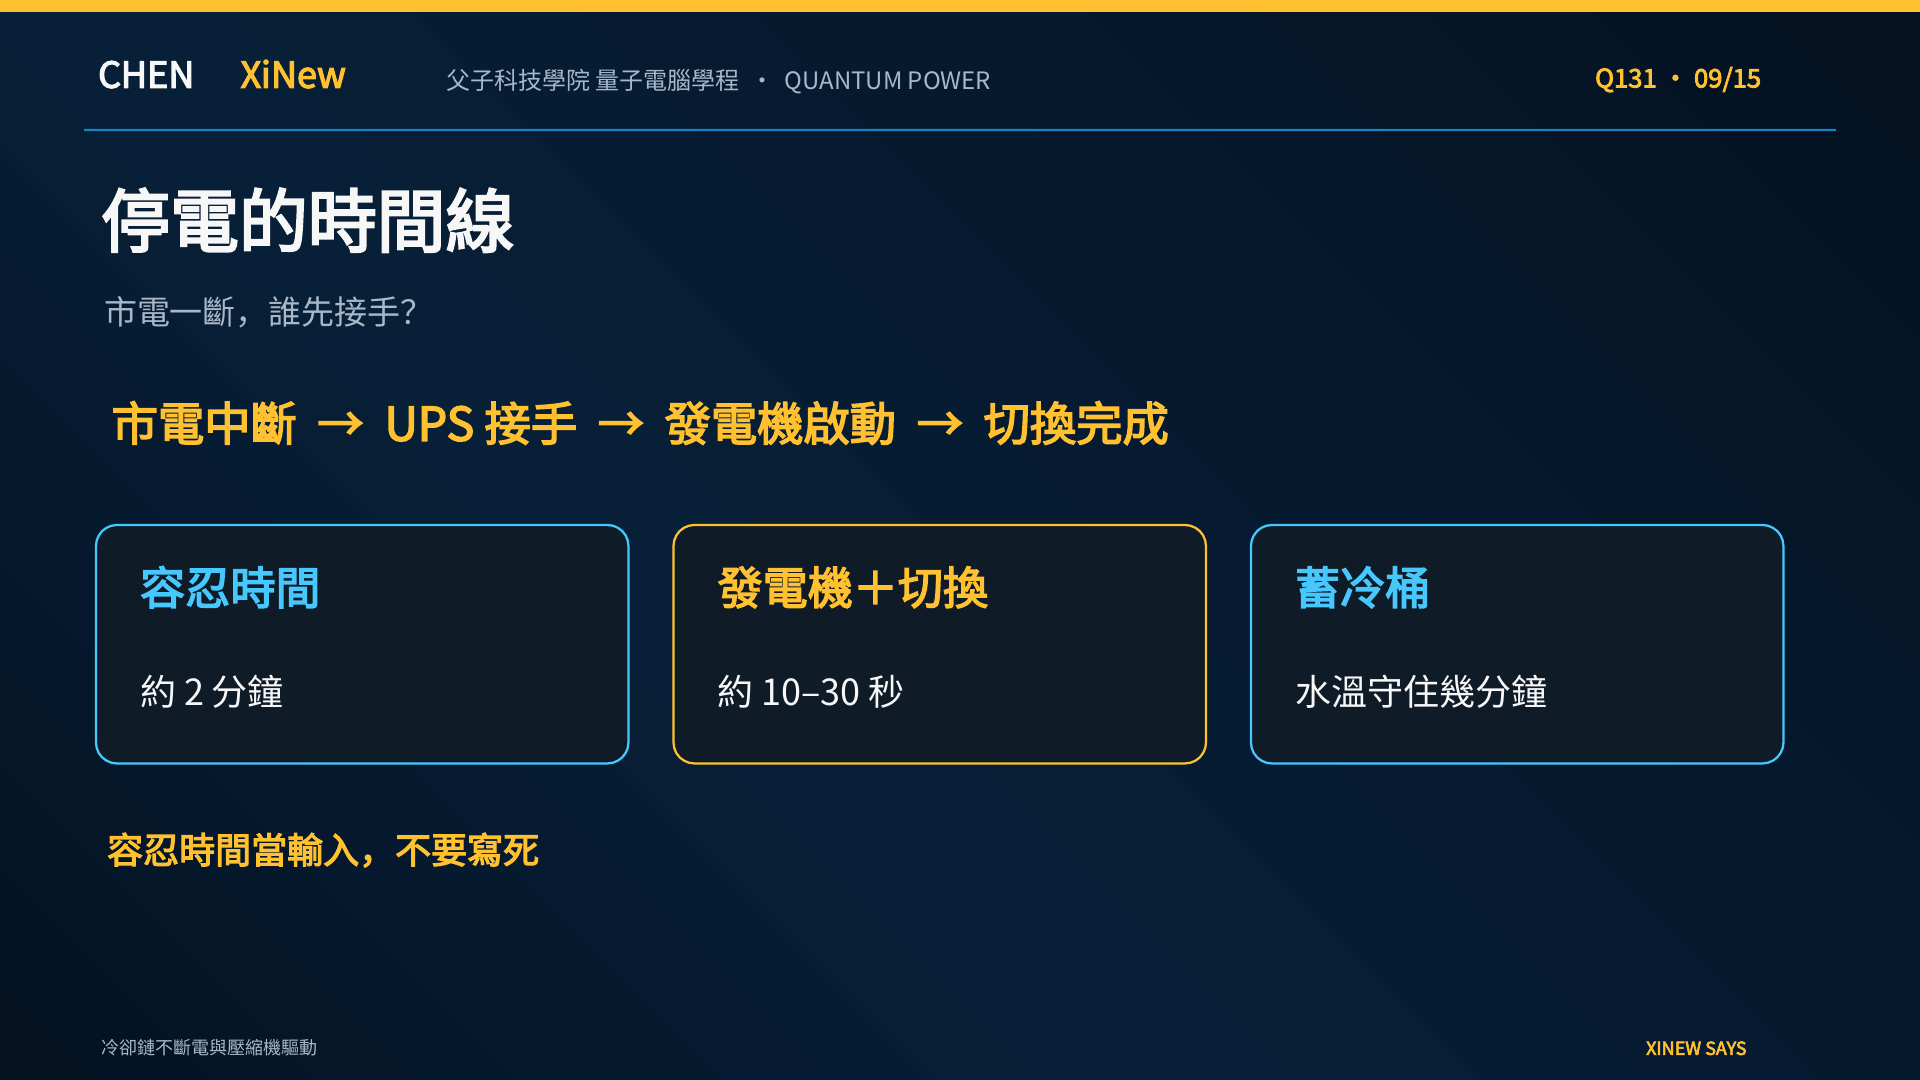 CHEN XiNew 父子科技學院 量子電腦學程 · QUANTUM POWER Q131 · 09/15
停電的時間線
市電一斷，誰先接手？
市電中斷 → UPS 接手 → 發電機啟動 → 切換完成
容忍時間
約 2 分鐘
發電機＋切換
約 10–30 秒
蓄冷桶
水溫守住幾分鐘
容忍時間當輸入，不要寫死
冷卻鏈不斷電與壓縮機驅動 XINEW SAYS